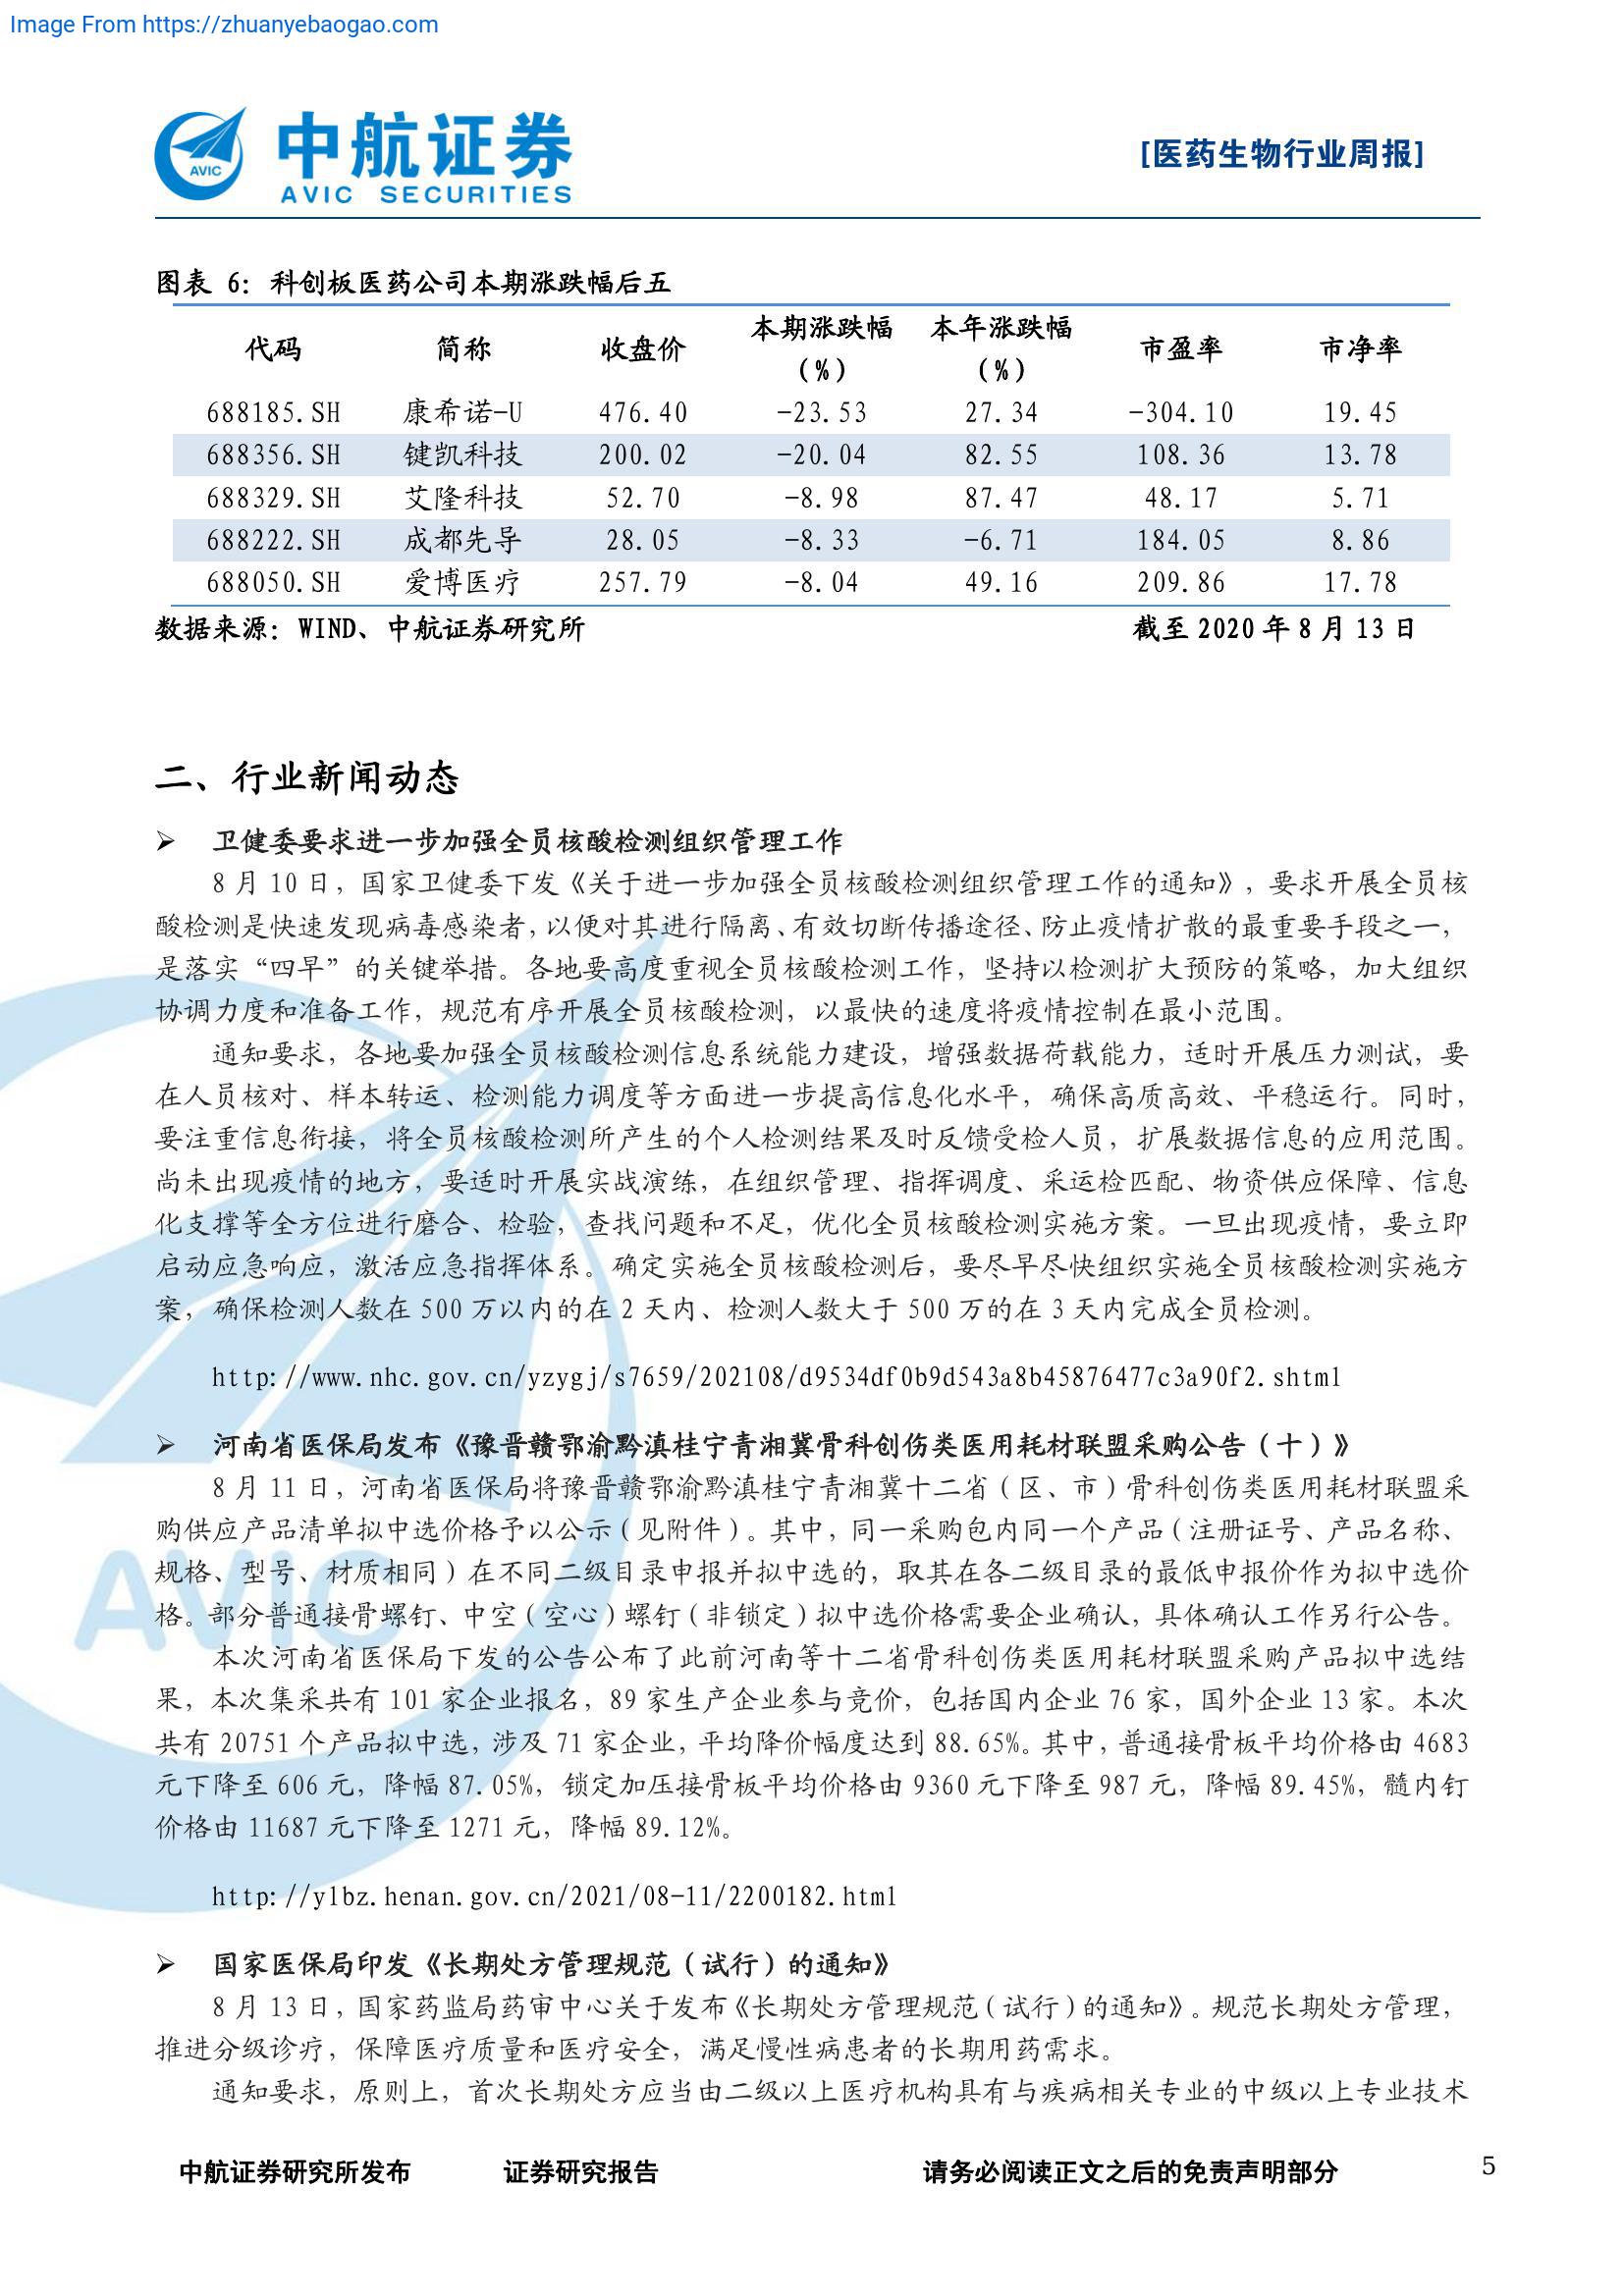 Image From https://zhuanyebaogao.com
AVIC
中航证券
AVIC SECURITIES
[医药生物行业周报]
图表 6：科创板医药公司本期涨跌幅后五
代码 简称 收盘价 本期涨跌幅（%） 本年涨跌幅（%） 市盈率 市净率
688185.SH 康希诺-U 476.40 -23.53 27.34 -304.10 19.45
688356.SH 键凯科技 200.02 -20.04 82.55 108.36 13.78
688329.SH 艾隆科技 52.70 -8.98 87.47 48.17 5.71
688222.SH 成都先导 28.05 -8.33 -6.71 184.05 8.86
688050.SH 爱博医疗 257.79 -8.04 49.16 209.86 17.78
数据来源：WIND、中航证券研究所 截至 2020 年 8 月 13 日
二、行业新闻动态
➢ 卫健委要求进一步加强全员核酸检测组织管理工作
8 月 10 日，国家卫健委下发《关于进一步加强全员核酸检测组织管理工作的通知》，要求开展全员核
酸检测是快速发现病毒感染者，以便对其进行隔离、有效切断传播途径、防止疫情扩散的最重要手段之一，
是落实“四早”的关键举措。各地要高度重视全员核酸检测工作，坚持以检测扩大预防的策略，加大组织
协调力度和准备工作，规范有序开展全员核酸检测，以最快的速度将疫情控制在最小范围。
通知要求，各地要加强全员核酸检测信息系统能力建设，增强数据荷载能力，适时开展压力测试，要
在人员核对、样本转运、检测能力调度等方面进一步提高信息化水平，确保高质高效、平稳运行。同时，
要注重信息衔接，将全员核酸检测所产生的个人检测结果及时反馈受检人员，扩展数据信息的应用范围。
尚未出现疫情的地方，要适时开展实战演练，在组织管理、指挥调度、采运检匹配、物资供应保障、信息
化支撑等全方位进行磨合、检验，查找问题和不足，优化全员核酸检测实施方案。一旦出现疫情，要立即
启动应急响应，激活应急指挥体系。确定实施全员核酸检测后，要尽早尽快组织实施全员核酸检测实施方
案，确保检测人数在 500 万以内的在 2 天内、检测人数大于 500 万的在 3 天内完成全员检测。
http://www.nhc.gov.cn/yzygj/s7659/202108/d9534df0b9d543a8b45876477c3a90f2.shtml
➢ 河南省医保局发布《豫晋赣鄂渝黔滇桂宁青湘冀骨科创伤类医用耗材联盟采购公告（十）》
8 月 11 日，河南省医保局将豫晋赣鄂渝黔滇桂宁青湘冀十二省（区、市）骨科创伤类医用耗材联盟采
购供应产品清单拟中选价格予以公示（见附件）。其中，同一采购包内同一个产品（注册证号、产品名称、
规格、型号、材质相同）在不同二级目录申报并拟中选的，取其在各二级目录的最低申报价作为拟中选价
格。部分普通接骨螺钉、中空（空心）螺钉（非锁定）拟中选价格需要企业确认，具体确认工作另行公告。
本次河南省医保局下发的公告公布了此前河南等十二省骨科创伤类医用耗材联盟采购产品拟中选结
果，本次集采共有 101 家企业报名，89 家生产企业参与竞价，包括国内企业 76 家，国外企业 13 家。本次
共有 20751 个产品拟中选，涉及 71 家企业，平均降价幅度达到 88.65%。其中，普通接骨板平均价格由 4683
元下降至 606 元，降幅 87.05%，锁定加压接骨板平均价格由 9360 元下降至 987 元，降幅 89.45%，髓内钉
价格由 11687 元下降至 1271 元，降幅 89.12%。
http://ylbz.henan.gov.cn/2021/08-11/2200182.html
➢ 国家医保局印发《长期处方管理规范（试行）的通知》
8 月 13 日，国家药监局药审中心关于发布《长期处方管理规范（试行）的通知》。规范长期处方管理，
推进分级诊疗，保障医疗质量和医疗安全，满足慢性病患者的长期用药需求。
通知要求，原则上，首次长期处方应当由二级以上医疗机构具有与疾病相关专业的中级以上专业技术
中航证券研究所发布 证券研究报告 请务必阅读正文之后的免责声明部分 5